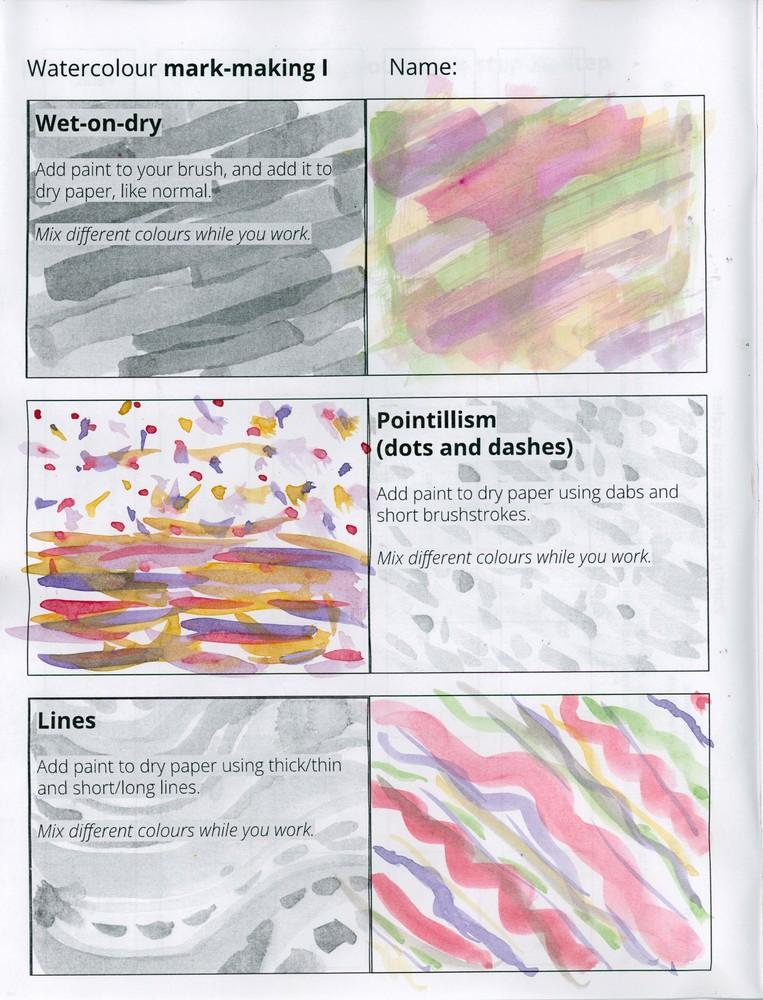 Watercolour mark-making I Name:
Wet-on-dry
Add paint to your brush, and add it to
dry paper, like normal.
Mix different colours while you work.
Pointillism
(dots and dashes)
Add paint to dry paper using dabs and
short brushstrokes.
Mix different colours while you work.
Lines
Add paint to dry paper using thick/thin
and short/long lines.
Mix different colours while you work.